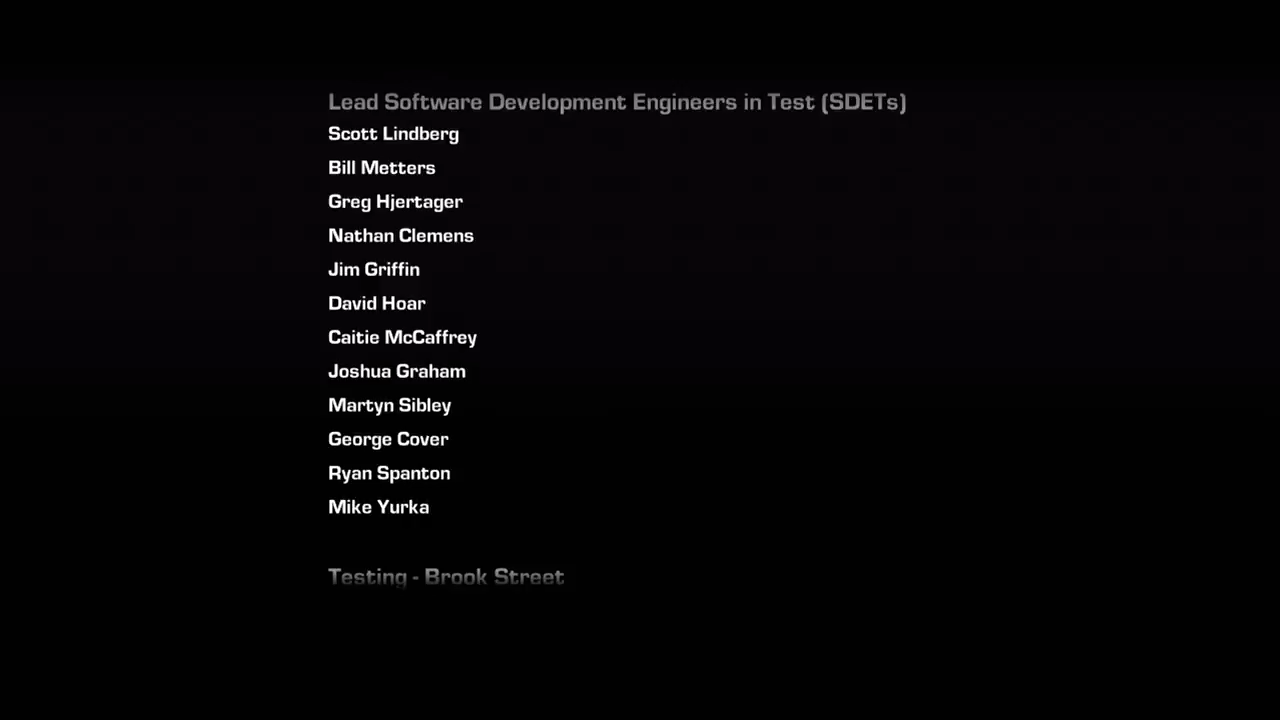 Lead Software Development Engineers in Test (SDETs)
Scott Lindberg
Bill Metters
Greg Hjertager
Nathan Clemens
Jim Griffin
David Hoar
Caitie McCaffrey
Joshua Graham
Martyn Sibley
George Cover
Ryan Spanton
Mike Yurka
Testing - Brook Street